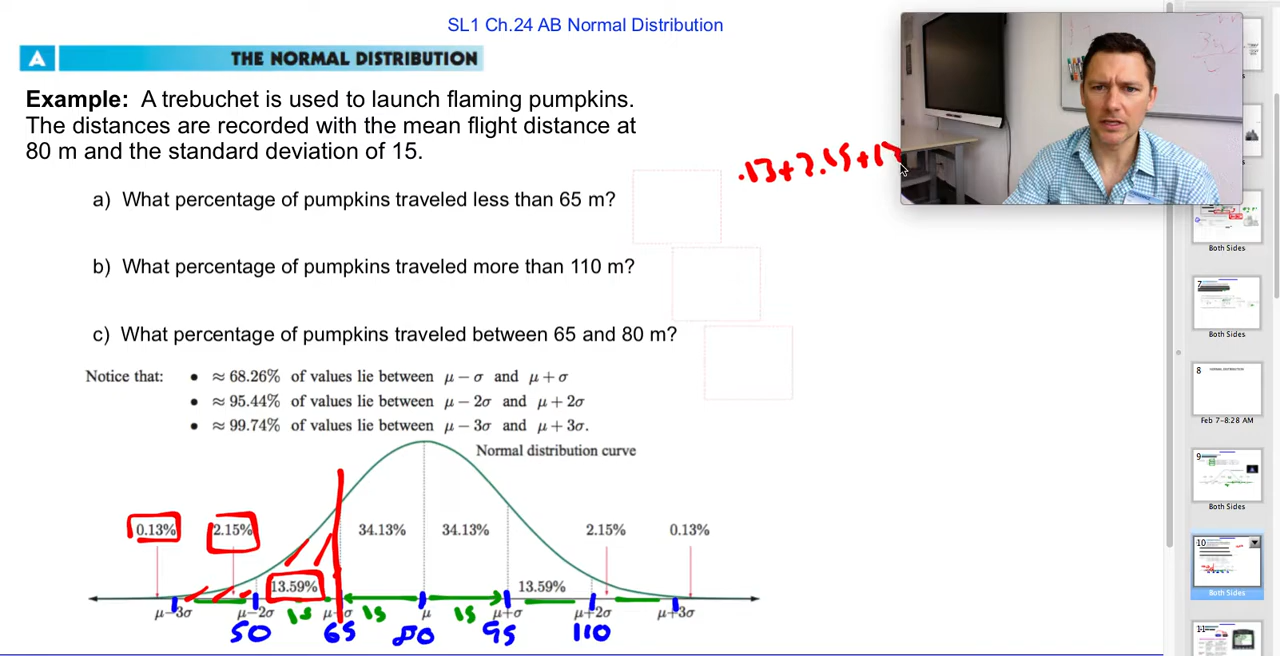 SL1 Ch.24 AB Normal Distribution
A THE NORMAL DISTRIBUTION
Example: A trebuchet is used to launch flaming pumpkins.
The distances are recorded with the mean flight distance at
80 m and the standard deviation of 15.
.13+2.15+13
a) What percentage of pumpkins traveled less than 65 m?
b) What percentage of pumpkins traveled more than 110 m?
c) What percentage of pumpkins traveled between 65 and 80 m?
Notice that: • ≈ 68.26% of values lie between μ − σ and μ + σ
• ≈ 95.44% of values lie between μ − 2σ and μ + 2σ
• ≈ 99.74% of values lie between μ − 3σ and μ + 3σ.
Normal distribution curve
0.13% 2.15% 34.13% 34.13% 2.15% 0.13%
13.59% 13.59%
μ−3σ μ−2σ μ−σ μ μ+σ μ+2σ μ+3σ
15 15 15
50 65 80 95 110
Both Sides
7
Both Sides
8
NORMAL DISTRIBUTION
Feb 7-8:28 AM
9
Both Sides
10
Both Sides